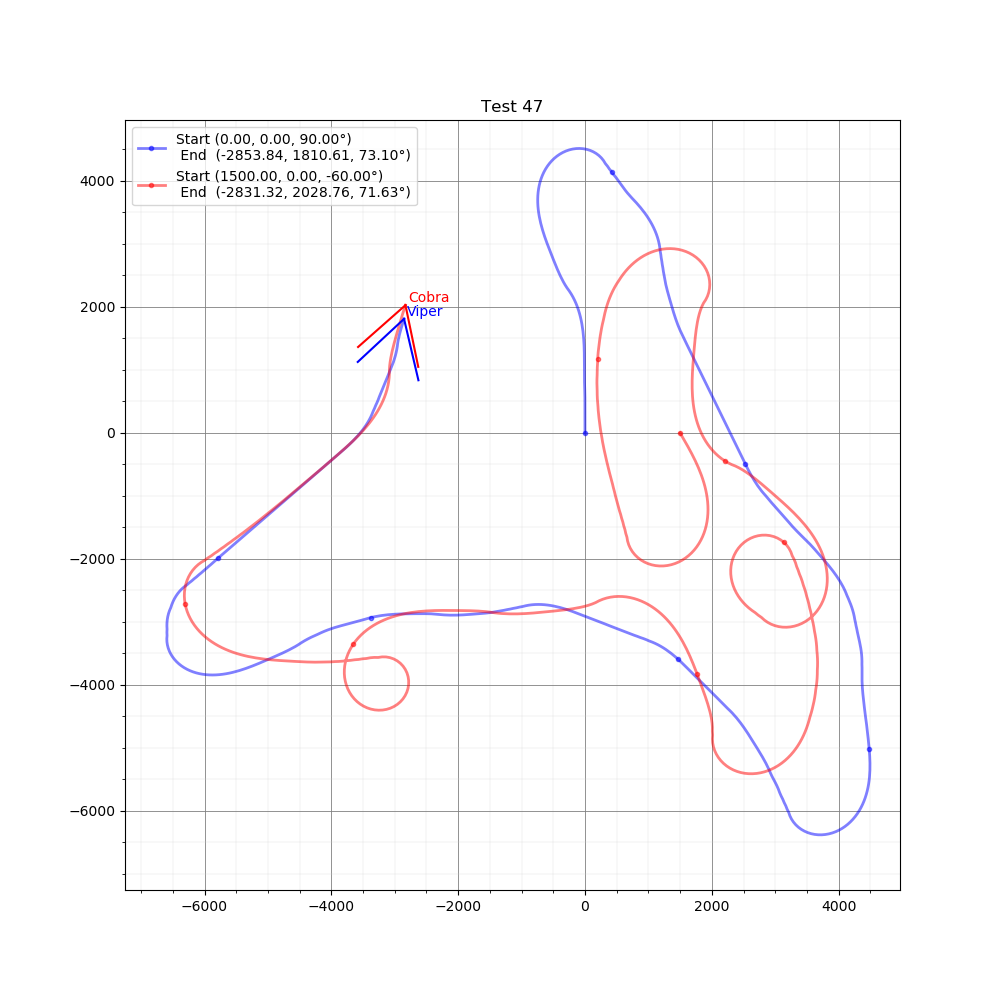 Test 47
Start (0.00, 0.00, 90.00°)
End (-2853.84, 1810.61, 73.10°)
Start (1500.00, 0.00, -60.00°)
End (-2831.32, 2028.76, 71.63°)
4000
2000
0
−2000
−4000
−6000
Cobra
Viper
−6000 −4000 −2000 0 2000 4000